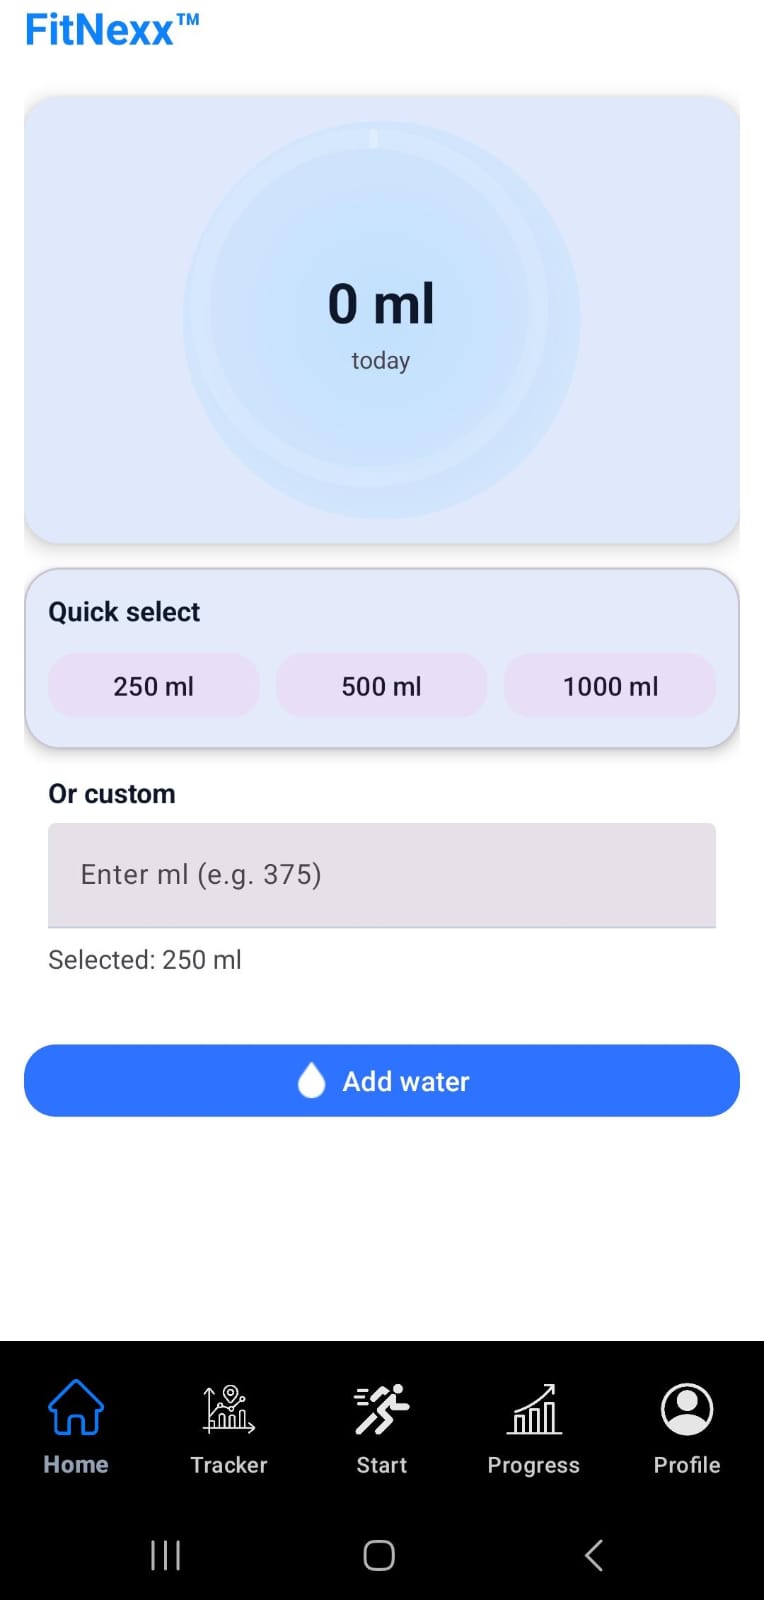 FitNexx™
0 ml
today
Quick select
250 ml 500 ml 1000 ml
Or custom
Enter ml (e.g. 375)
Selected: 250 ml
Add water
Home Tracker Start Progress Profile